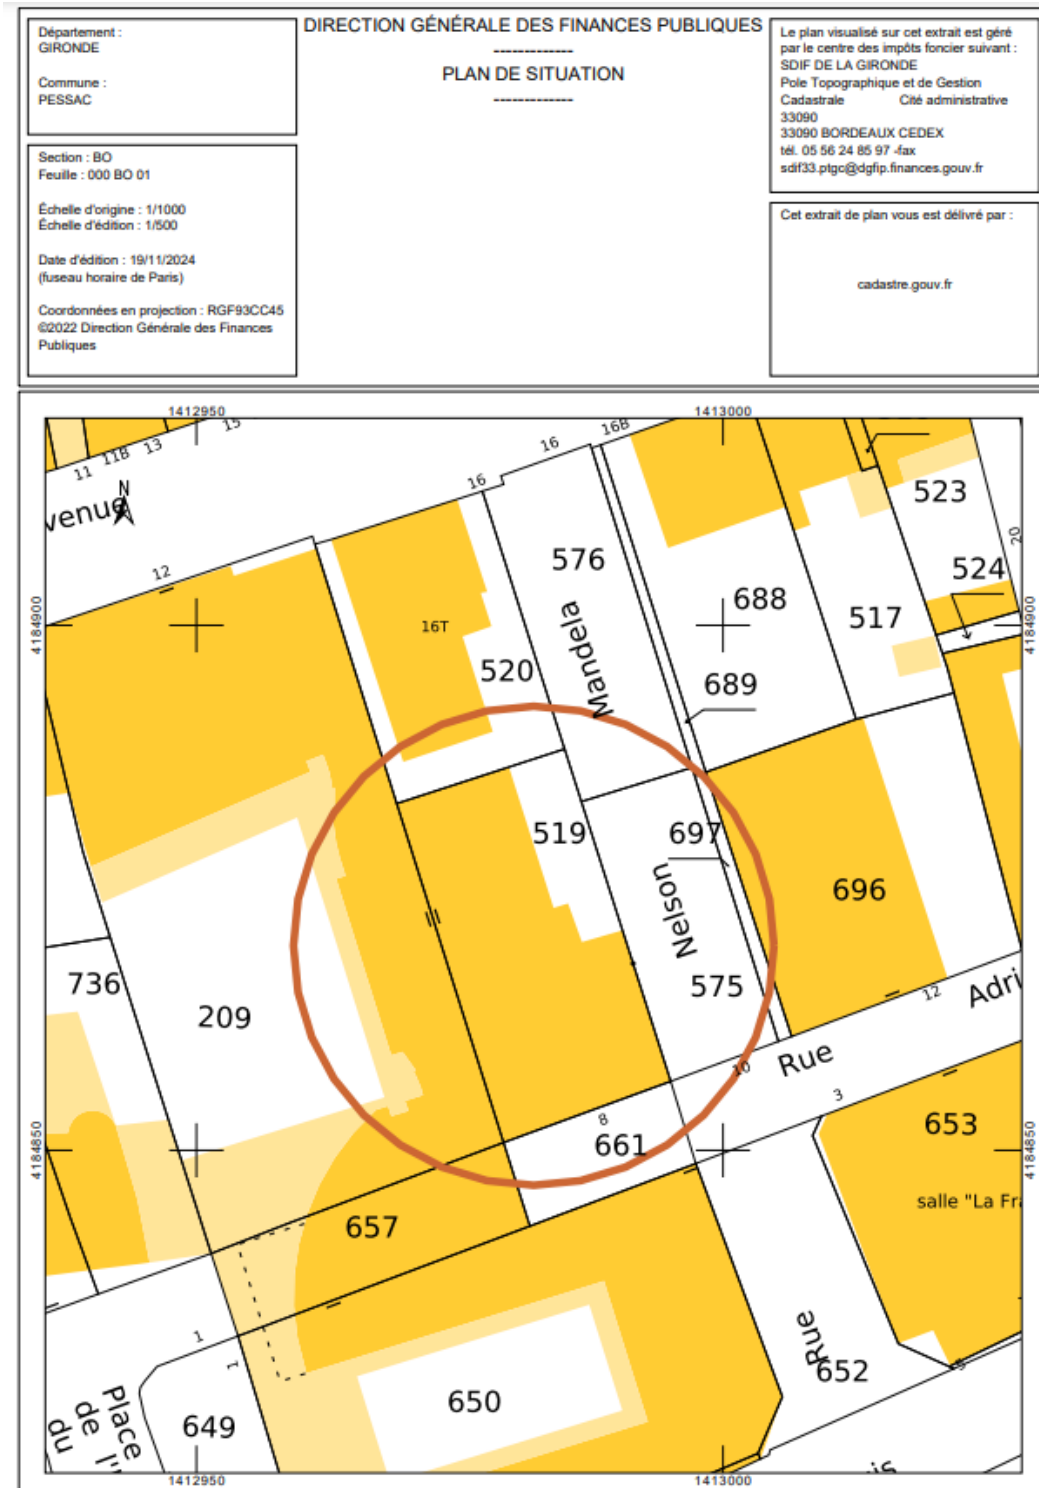 Département :
GIRONDE
Commune :
PESSAC
Section : BO
Feuille : 000 BO 01
Échelle d'origine : 1/1000
Échelle d'édition : 1/500
Date d'édition : 19/11/2024
(fuseau horaire de Paris)
Coordonnées en projection : RGF93CC45
©2022 Direction Générale des Finances
Publiques
DIRECTION GÉNÉRALE DES FINANCES PUBLIQUES
-------------
PLAN DE SITUATION
-------------
Le plan visualisé sur cet extrait est géré
par le centre des impôts foncier suivant :
SDIF DE LA GIRONDE
Pole Topographique et de Gestion
Cadastrale Cité administrative
33090
33090 BORDEAUX CEDEX
tél. 05 56 24 85 97 -fax
sdif33.ptgc@dgfip.finances.gouv.fr
Cet extrait de plan vous est délivré par :
cadastre.gouv.fr
1412950
1413000
11
11B
13
15
16
16
16B
venue
N
12
523
20
576
524
688
517
4184900
4184900
16T
Mandela
520
689
519
697
696
Nelson
736
575
209
12
Adri
Rue
10
3
8
661
653
4184850
4184850
salle "La Fra
657
1
1
Rue
652
5
650
649
Place
de l'
du
is
1412950
1413000